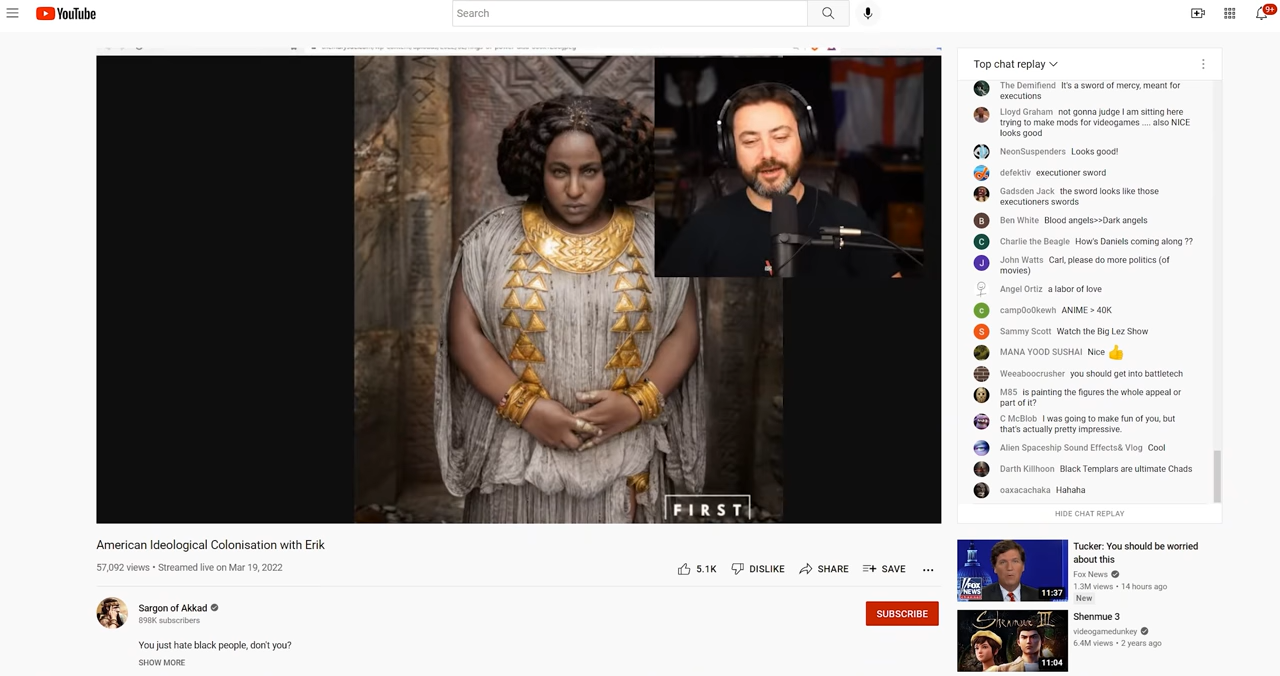 YouTube
Search
9+
Top chat replay
The Demifiend It's a sword of mercy, meant for
executions
Lloyd Graham not gonna judge I am sitting here
trying to make mods for videogames .... also NICE
looks good
NeonSuspenders Looks good!
defektiv executioner sword
Gadsden Jack the sword looks like those
executioners swords
B
Ben White Blood angels>>Dark angels
C
Charlie the Beagle How's Daniels coming along ??
J
John Watts Carl, please do more politics (of
movies)
Angel Ortiz a labor of love
c
camp0o0kewh ANIME > 40K
S
Sammy Scott Watch the Big Lez Show
MANA YOOD SUSHAI Nice 👍
Weeaboocrusher you should get into battletech
M85 is painting the figures the whole appeal or
part of it?
C McBlob I was going to make fun of you, but
that's actually pretty impressive.
Alien Spaceship Sound Effects& Vlog Cool
Darth Killhoon Black Templars are ultimate Chads
oaxacachaka Hahaha
HIDE CHAT REPLAY
FIRST
American Ideological Colonisation with Erik
57,092 views • Streamed live on Mar 19, 2022
5.1K DISLIKE SHARE SAVE
Sargon of Akkad
898K subscribers
SUBSCRIBE
You just hate black people, don't you?
SHOW MORE
FOX
NEWS
11:37
Tucker: You should be worried
about this
Fox News
1.3M views • 14 hours ago
New
Shenmue III
11:04
Shenmue 3
videogamedunkey
6.4M views • 2 years ago